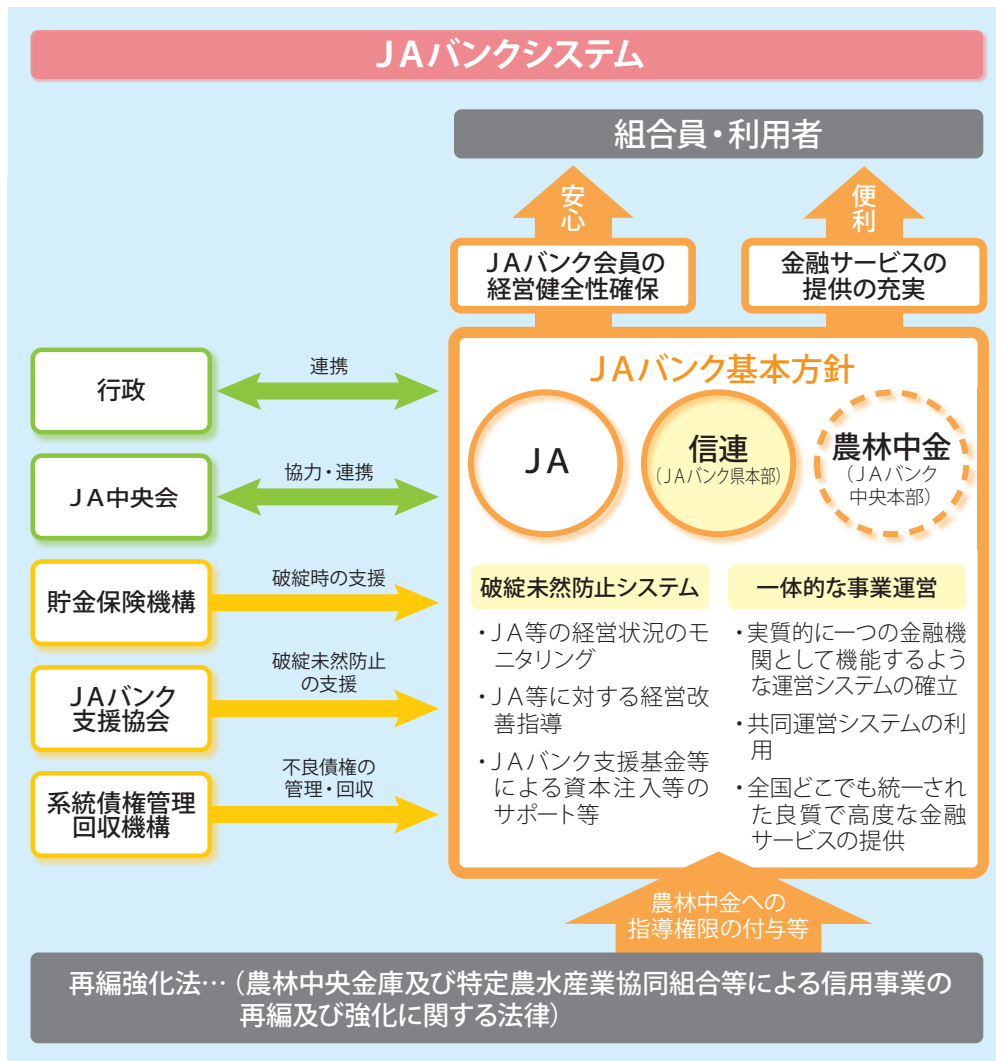 JAバンクシステム
組合員・利用者
安心
便利
JAバンク会員の
経営健全性確保
金融サービスの
提供の充実
行政
連携
JA中央会
協力・連携
貯金保険機構
破綻時の支援
JAバンク
支援協会
破綻未然防止
の支援
系統債権管理
回収機構
不良債権の
管理・回収
JAバンク基本方針
JA
信連
（JAバンク県本部）
農林中金
（JAバンク
中央本部）
破綻未然防止システム
・JA等の経営状況のモ
ニタリング
・JA等に対する経営改
善指導
・JAバンク支援基金等
による資本注入等の
サポート等
一体的な事業運営
・実質的に一つの金融機
関として機能するよう
な運営システムの確立
・共同運営システムの利
用
・全国どこでも統一され
た良質で高度な金融
サービスの提供
農林中金への
指導権限の付与等
再編強化法…（農林中央金庫及び特定農水産業協同組合等による信用事業の
再編及び強化に関する法律）